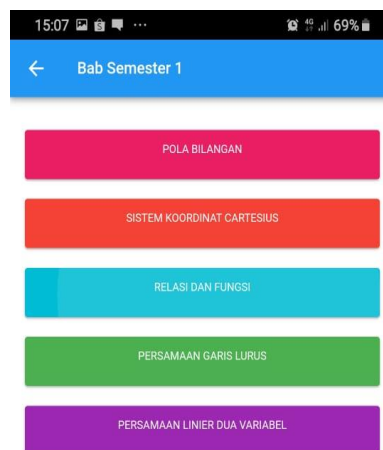 15:07 ... 4G 69%
Bab Semester 1
POLA BILANGAN
SISTEM KOORDINAT CARTESIUS
RELASI DAN FUNGSI
PERSAMAAN GARIS LURUS
PERSAMAAN LINIER DUA VARIABEL